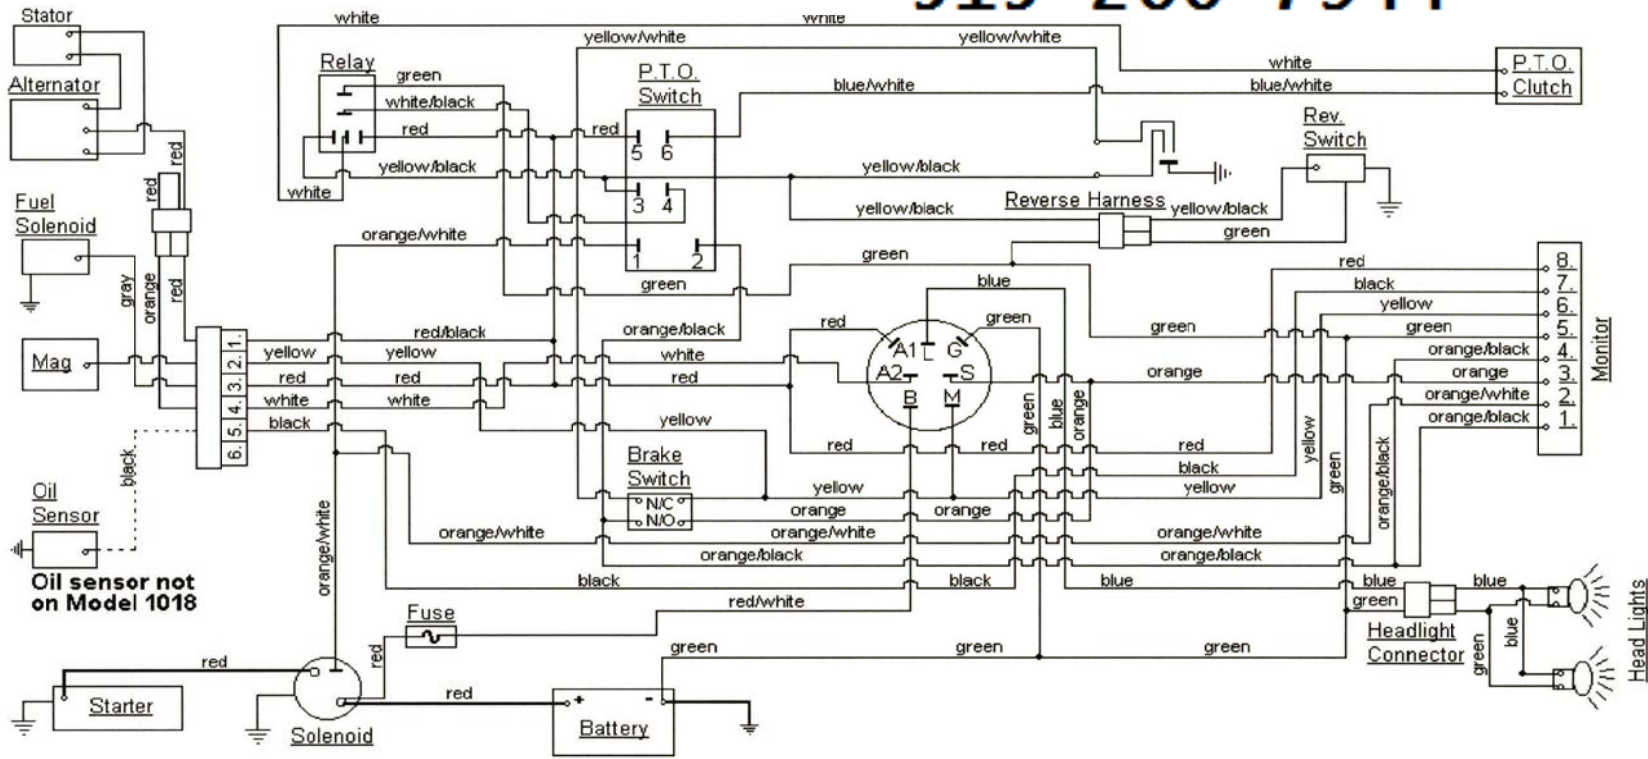 white
white
Stator
yellow/white
yellow/white
Relay
P.T.O.
Switch
green
white
P.T.O.
Clutch
Alternator
white/black
blue/white
blue/white
red
red
Rev.
Switch
5 6
red
yellow/black
yellow/black
red
white
3 4
Reverse Harness
yellow/black
yellow/black
Fuel
Solenoid
orange/white
green
1 2
green
8.
red
gray
orange
red
green
blue
7.
black
6.
yellow
red/black
orange/black
red
green
green
green
5.
1.
Mag
yellow
yellow
2.
white
A1 L G
orange/black
4.
Monitor
red
red
3.
red
A2 S
orange
orange
3.
white
white
4.
B M
orange/white
2.
black
5.
yellow
green
blue
orange
orange/black
1.
6.
red
red
red
yellow
black
Brake
Switch
black
green
Oil
Sensor
N/C
yellow
yellow
orange/black
N/O
orange
orange
orange/white
orange/white
orange/white
orange/white
orange/black
orange/black
Oil sensor not
on Model 1018
black
black
blue
blue
blue
Fuse
red/white
green
Headlight
Connector
blue
green
Head Lights
red
green
green
green
red
red
Starter
+ -
Battery
Solenoid